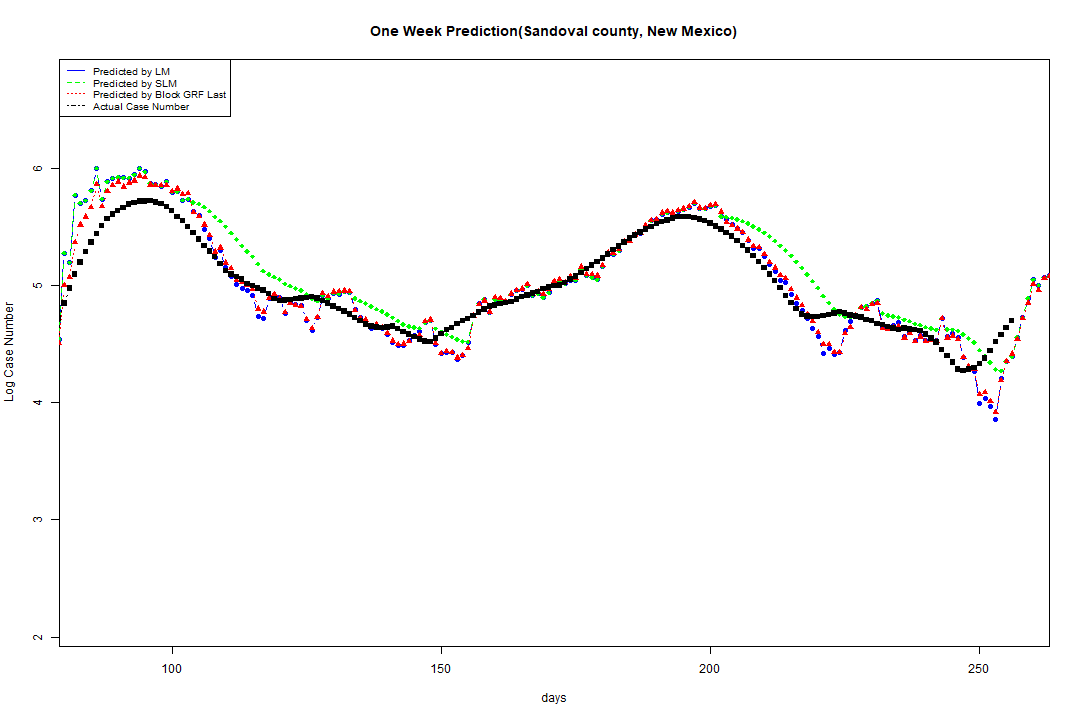 One Week Prediction(Sandoval county, New Mexico)
Predicted by LM
Predicted by SLM
Predicted by Block GRF Last
Actual Case Number
6
5
4
3
2
Log Case Number
100
150
200
250
days